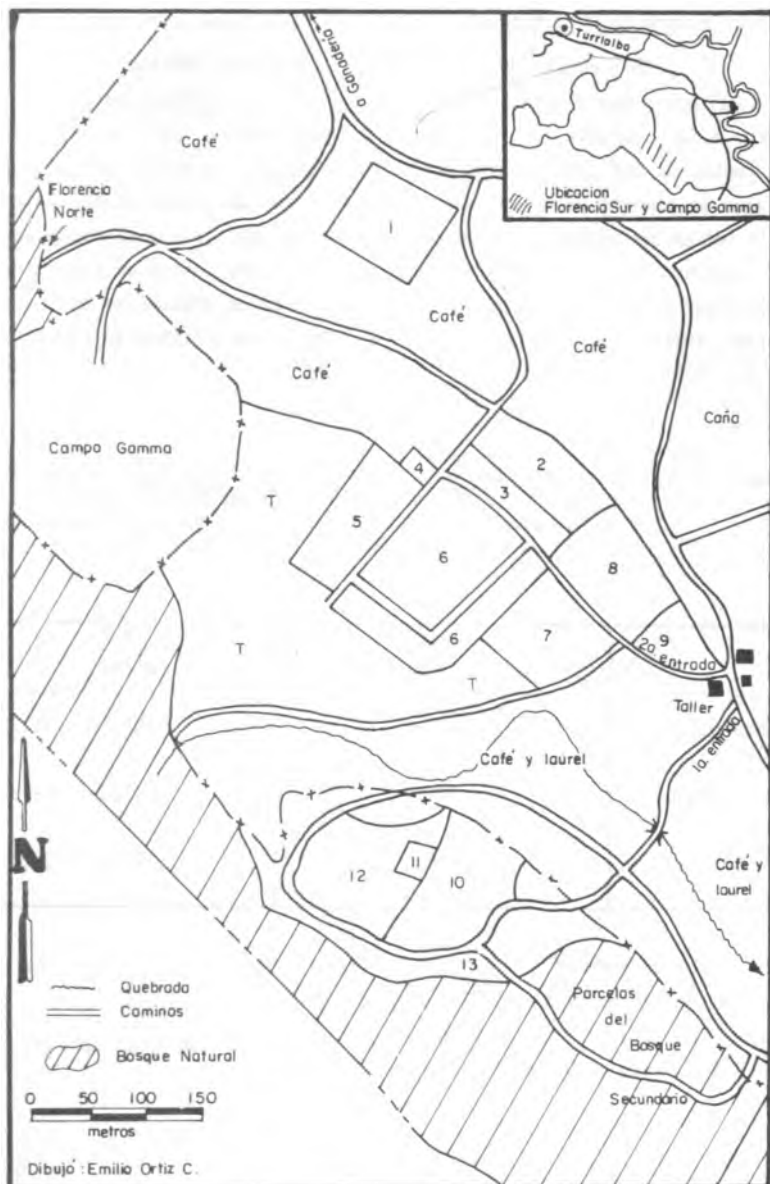 a Ganadería
Turrialba
Ubicacion
Florencia Sur y Campo Gamma
Café
Florencia
Norte
1
Café
Café
Café
Caña
Campo Gamma
T
4
5
3
2
6
8
T
6
7
9
2a. entrada
T
Taller
1a. entrada
Café y laurel
Café y
laurel
N
12
11
10
13
Parcelas
del
Bosque
Secundario
Quebrada
Caminos
Bosque Natural
0 50 100 150
metros
Dibujó: Emilio Ortiz C.